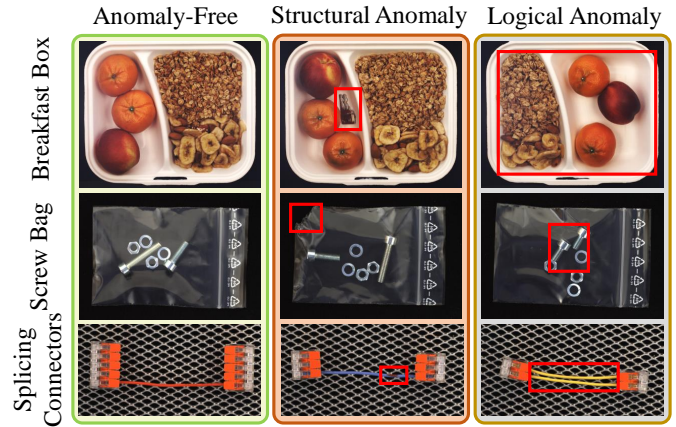 Anomaly-Free
Structural Anomaly
Logical Anomaly
Breakfast Box
Screw Bag
Splicing
Connectors